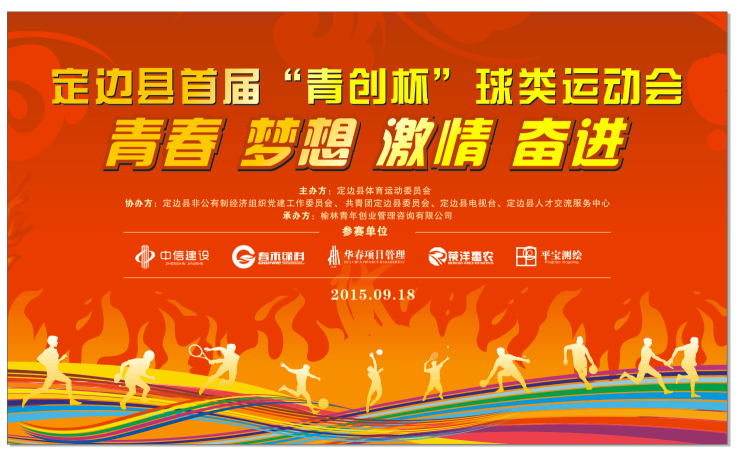 定边县首届“青创杯”球类运动会
青春 梦想 激情 奋进
主办方：定边县体育运动委员会
协办方：定边县非公有制经济组织党建工作委员会、共青团定边县委员会、定边县电视台、定边县人才交流服务中心
承办方：榆林青年创业管理咨询有限公司
参赛单位
中信建设 春禾绿科 华春项目管理 荣洋惠农 平宝测绘
2015.09.18